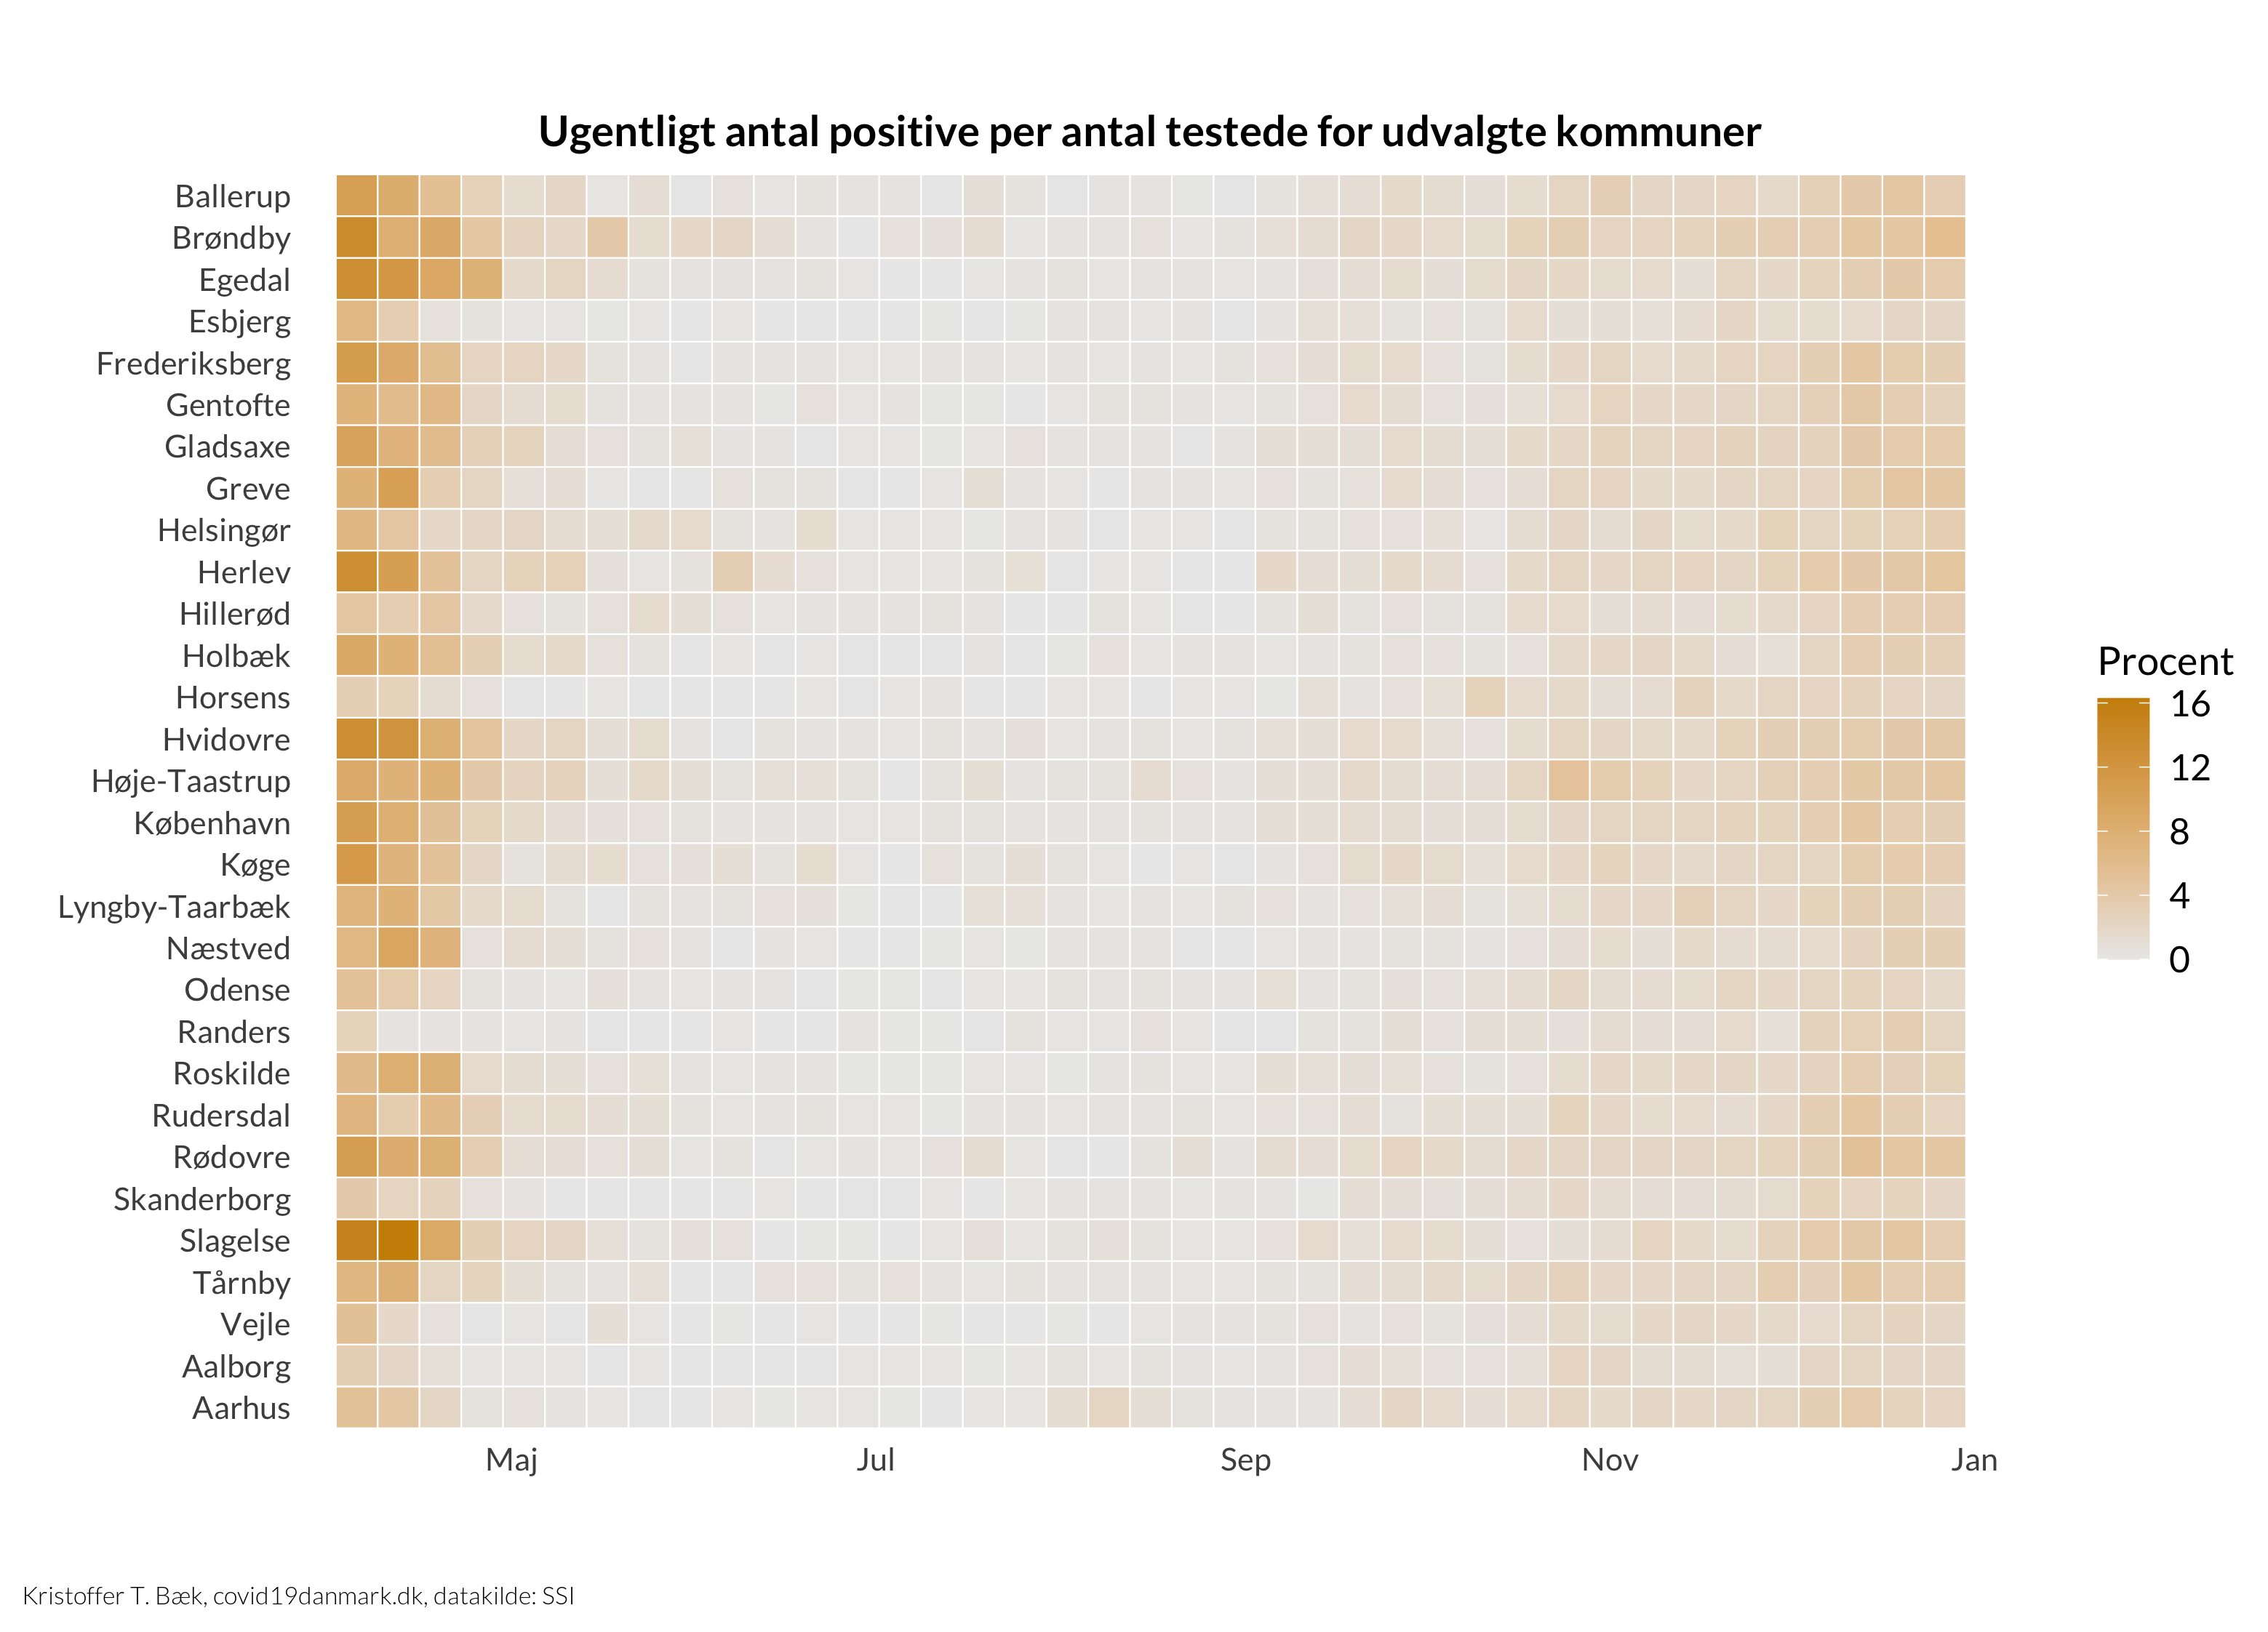 Ugentligt antal positive per antal testede for udvalgte kommuner
Ballerup
Brøndby
Egedal
Esbjerg
Frederiksberg
Gentofte
Gladsaxe
Greve
Helsingør
Herlev
Hillerød
Holbæk
Horsens
Hvidovre
Høje-Taastrup
København
Køge
Lyngby-Taarbæk
Næstved
Odense
Randers
Roskilde
Rudersdal
Rødovre
Skanderborg
Slagelse
Tårnby
Vejle
Aalborg
Aarhus
Maj Jul Sep Nov Jan
Procent
16
12
8
4
0
Kristoffer T. Bæk, covid19danmark.dk, datakilde: SSI